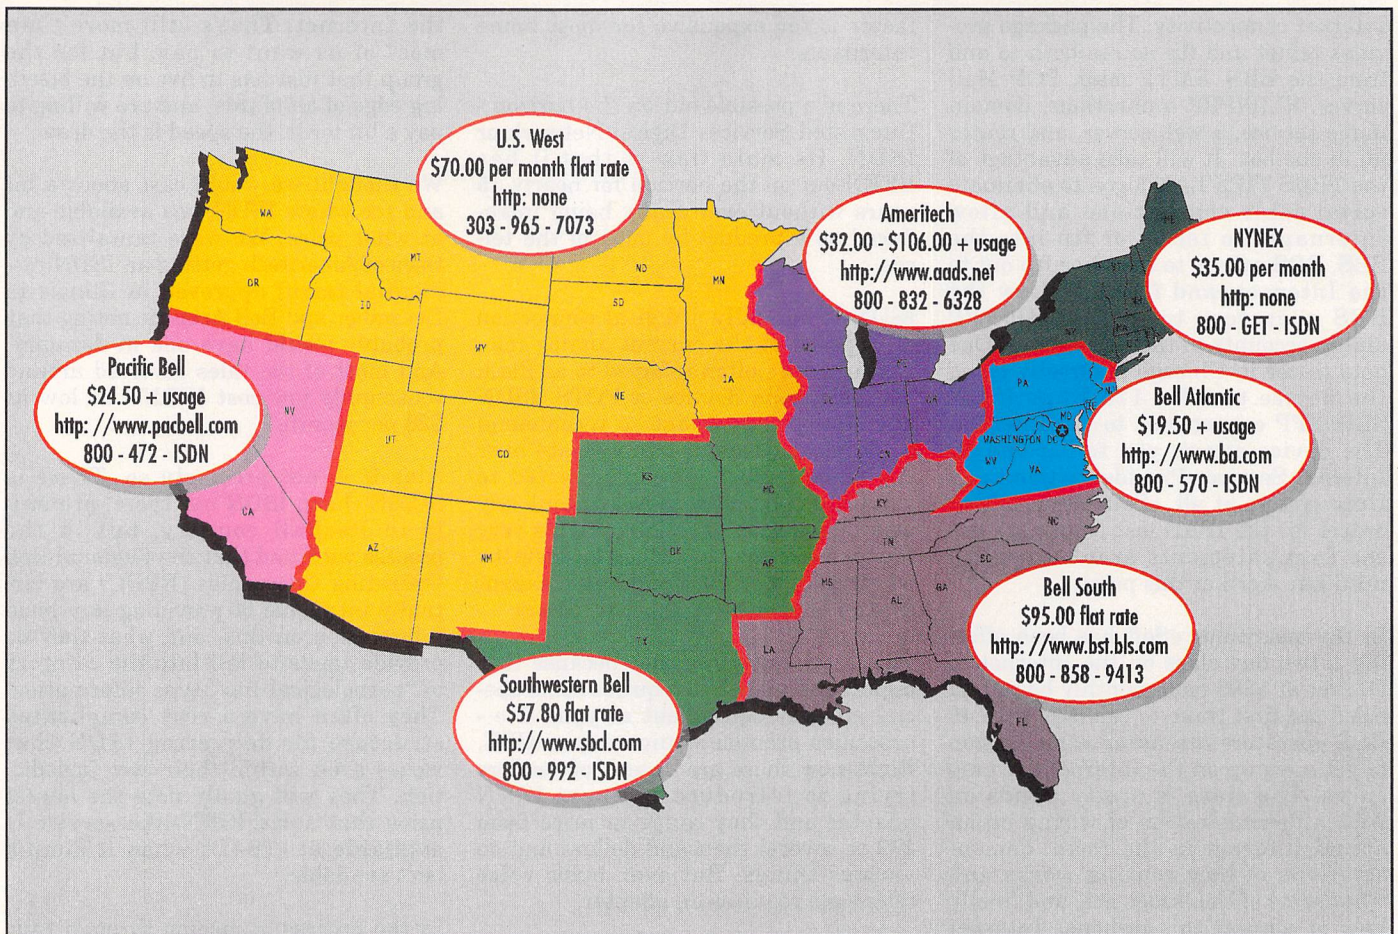 U.S. West
$70.00 per month flat rate
http: none
303 - 965 - 7073
Ameritech
$32.00 - $106.00 + usage
http://www.aads.net
800 - 832 - 6328
NYNEX
$35.00 per month
http: none
800 - GET - ISDN
Pacific Bell
$24.50 + usage
http: //www.pacbell.com
800 - 472 - ISDN
Bell Atlantic
$19.50 + usage
http: //www.ba.com
800 - 570 - ISDN
Bell South
$95.00 flat rate
http: //www.bst.bls.com
800 - 858 - 9413
Southwestern Bell
$57.80 flat rate
http://www.sbcl.com
800 - 992 - ISDN
WA
OR
ID
MT
ND
MN
SD
WY
NE
IA
NV
UT
CO
CA
AZ
NM
KS
MO
OK
AR
TX
LA
MS
AL
GA
FL
SC
NC
TN
KY
WV
VA
WASHINGTON DC
MD
DE
PA
NY
ME